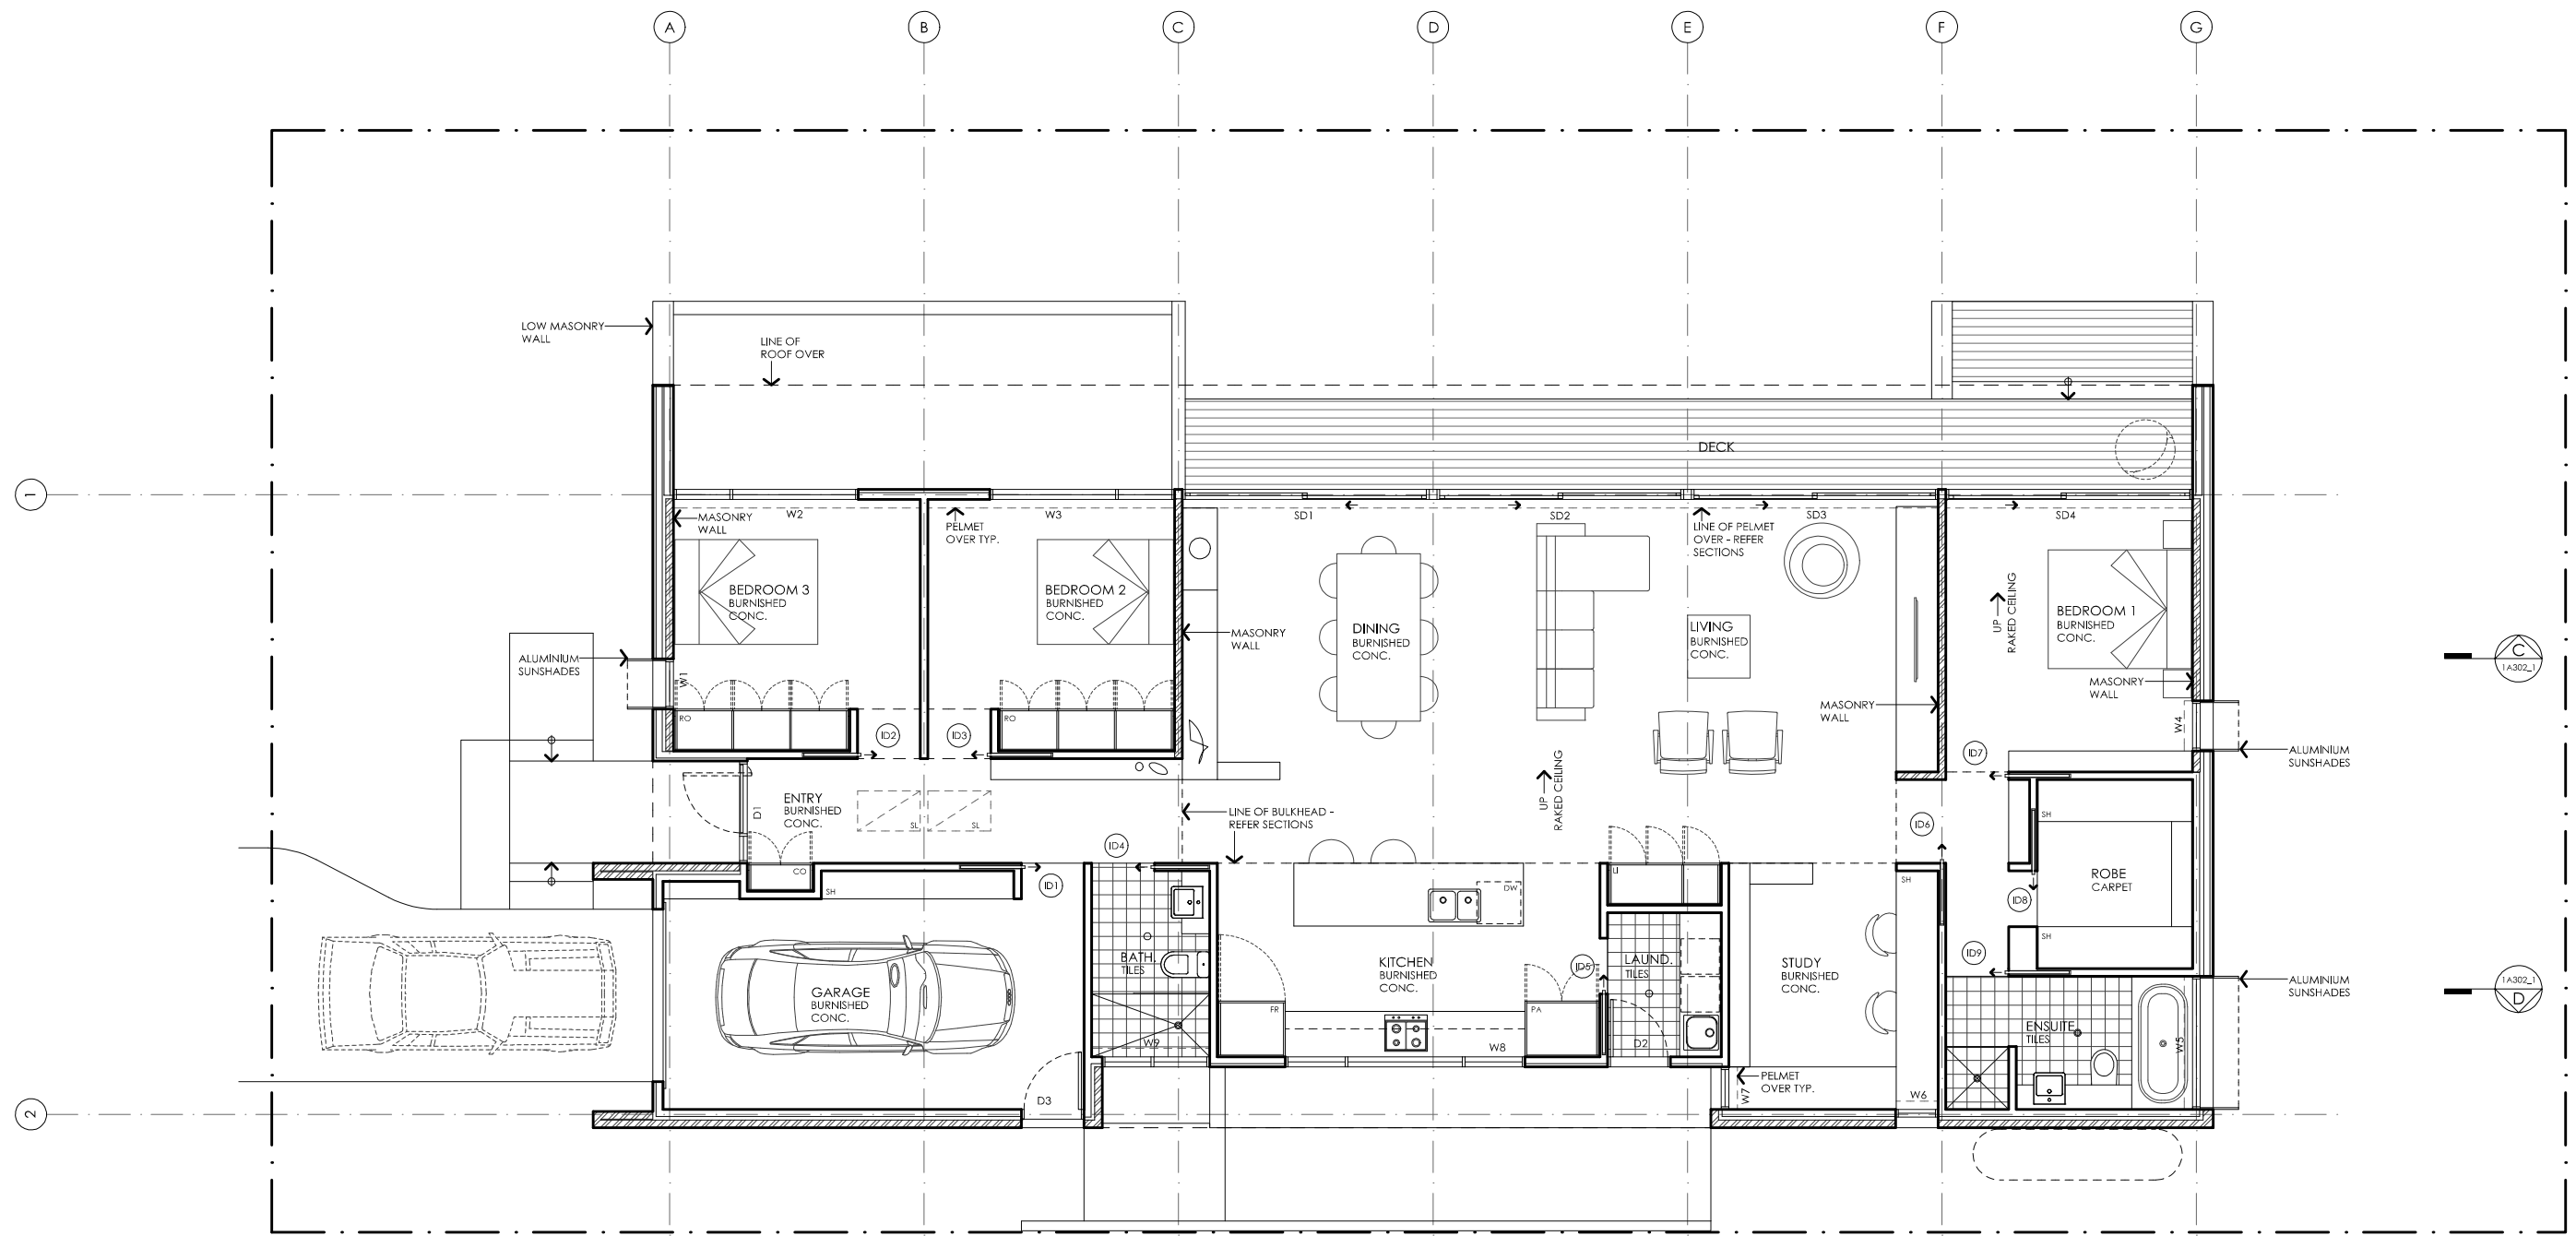 A
B
C
D
E
F
G
LOW MASONRY
WALL
LINE OF
ROOF OVER
DECK
1
MASONRY
WALL
W2
PELMET
OVER TYP.
W3
SD1
SD2
LINE OF PELMET
OVER - REFER
SECTIONS
SD3
SD4
BEDROOM 3
BURNISHED
CONC.
BEDROOM 2
BURNISHED
CONC.
MASONRY
WALL
DINING
BURNISHED
CONC.
LIVING
BURNISHED
CONC.
UP
RAKED CEILING
BEDROOM 1
BURNISHED
CONC.
ALUMINIUM
SUNSHADES
W1
MASONRY
WALL
MASONRY
WALL
C
1A302_1
RO
RO
ID2
ID3
W4
ID7
ALUMINIUM
SUNSHADES
D1
ENTRY
BURNISHED
CONC.
SL
SL
LINE OF BULKHEAD -
REFER SECTIONS
UP
RAKED CEILING
ID6
SH
ID4
CO
SH
ID1
LI
SH
DW
ROBE
CARPET
ID8
SH
BATH.
TILES
KITCHEN
BURNISHED
CONC.
ID5
LAUND.
TILES
STUDY
BURNISHED
CONC.
ID9
ALUMINIUM
SUNSHADES
1A302_1
D
GARAGE
BURNISHED
CONC.
FR
PA
W9
W8
D2
ENSUITE
TILES
W5
PELMET
OVER TYP.
W7
W6
D3
2